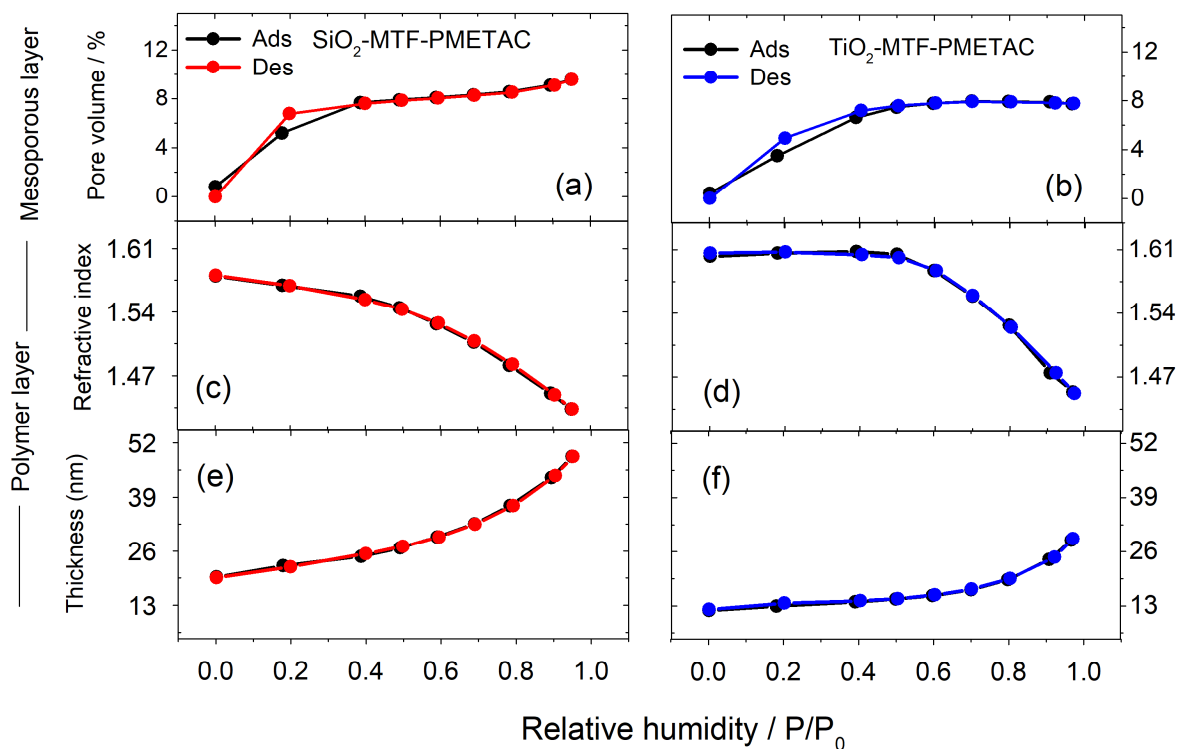 Mesoporous layer
Polymer layer
Pore volume / %
12
8
4
0
Ads SiO₂-MTF-PMETAC
Des
(a)
Ads TiO₂-MTF-PMETAC
Des
(b)
12
8
4
0
Refractive index
1.61
1.54
1.47
(c)
(d)
1.61
1.54
1.47
Thickness (nm)
52
39
26
13
(e)
(f)
52
39
26
13
0.0 0.2 0.4 0.6 0.8 1.0
0.0 0.2 0.4 0.6 0.8 1.0
Relative humidity / P/P₀